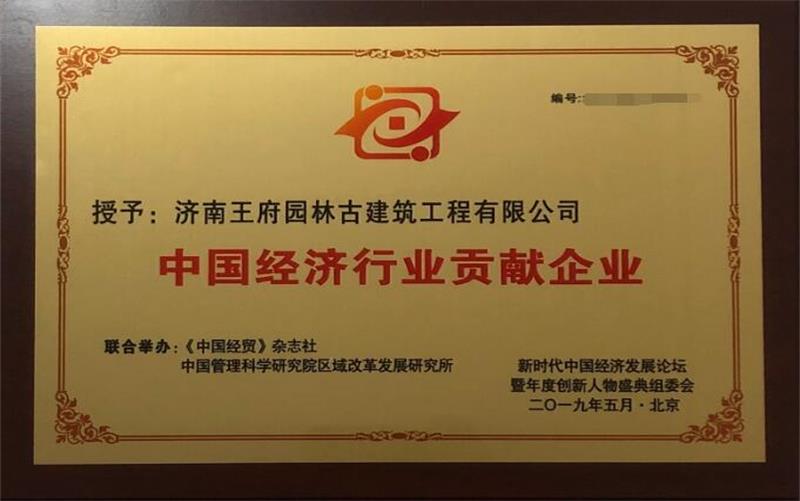 编号:
授予：济南王府园林古建筑工程有限公司
中国经济行业贡献企业
联合举办：《中国经贸》杂志社
中国管理科学研究院区域改革发展研究所
新时代中国经济发展论坛
暨年度创新人物盛典组委会
二〇一九年五月·北京